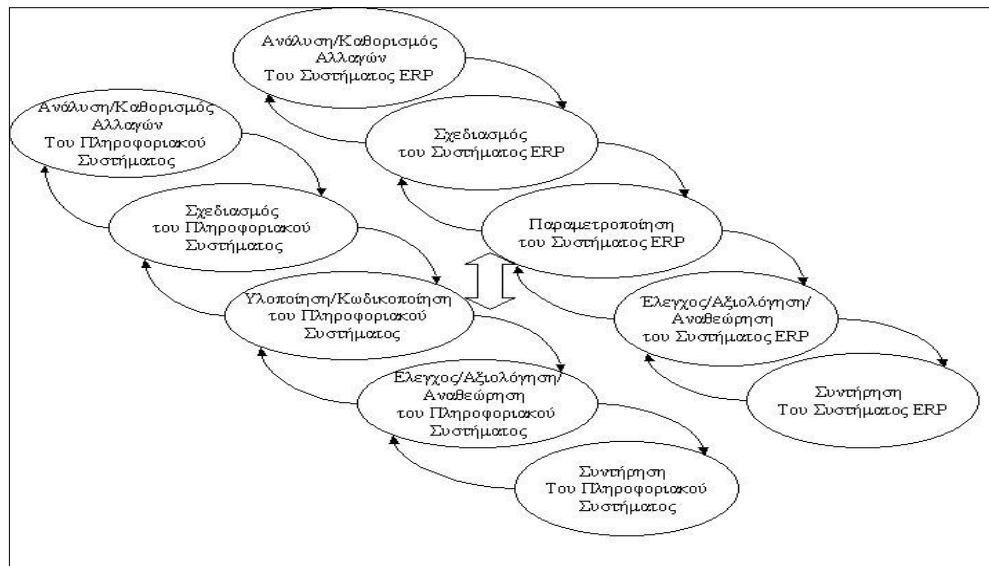 Ανάλυση/Καθορισμός
Αλλαγών
Του Συστήματος ERP
Σχεδιασμός
του Συστήματος ERP
Παραμετροποίηση
του Συστήματος ERP
Έλεγχος/Αξιολόγηση/
Αναθεώρηση
του Συστήματος ERP
Συντήρηση
Του Συστήματος ERP
Ανάλυση/Καθορισμός
Αλλαγών
Του Πληροφοριακού
Συστήματος
Σχεδιασμός
του Πληροφοριακού
Συστήματος
Υλοποίηση/Κωδικοποίηση
του Πληροφοριακού
Συστήματος
Έλεγχος/Αξιολόγηση/
Αναθεώρηση
του Πληροφοριακού
Συστήματος
Συντήρηση
Του Πληροφοριακού
Συστήματος